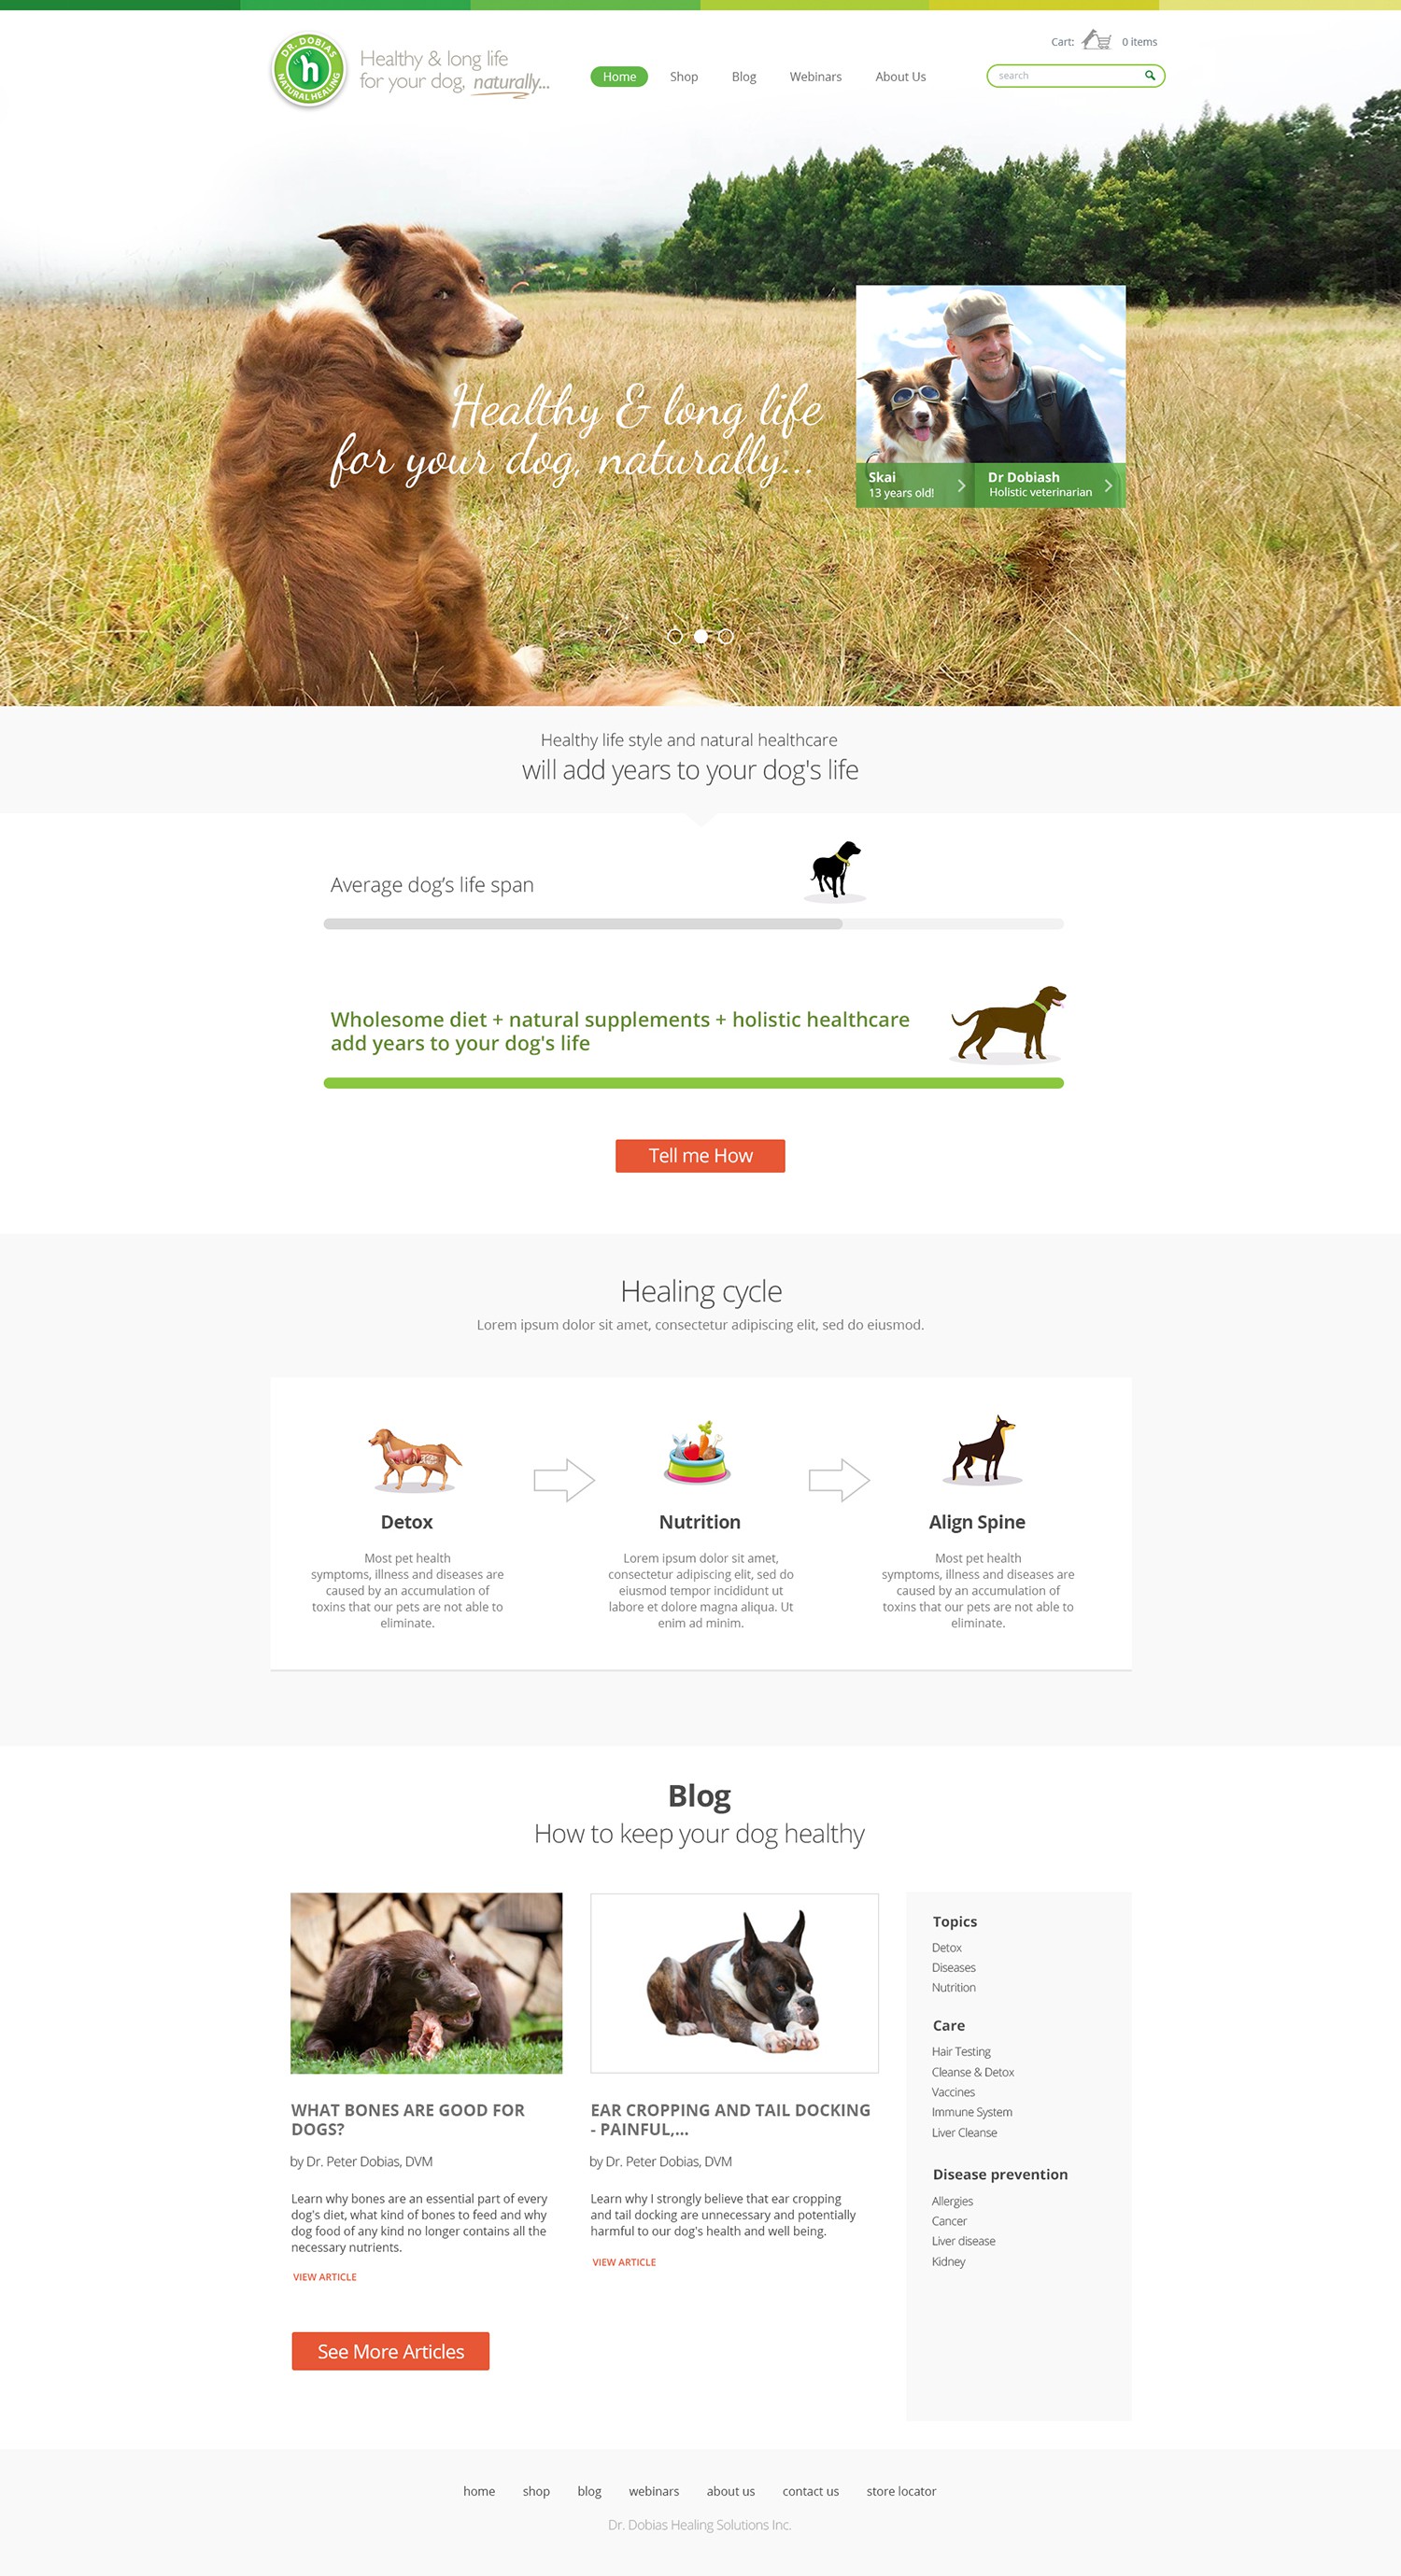 DR. DOBIAS
h
NATURAL HEALING
Healthy & long life
for your dog, naturally...
Home Shop Blog Webinars About Us
Cart: 0 items
search
Healthy & long life
for your dog, naturally...
Skai
13 years old!
Dr Dobiash
Holistic veterinarian
Healthy life style and natural healthcare
will add years to your dog's life
Average dog's life span
Wholesome diet + natural supplements + holistic healthcare
add years to your dog's life
Tell me How
Healing cycle
Lorem ipsum dolor sit amet, consectetur adipiscing elit, sed do eiusmod.
Detox
Most pet health
symptoms, illness and diseases are
caused by an accumulation of
toxins that our pets are not able to
eliminate.
Nutrition
Lorem ipsum dolor sit amet,
consectetur adipiscing elit, sed do
eiusmod tempor incididunt ut
labore et dolore magna aliqua. Ut
enim ad minim.
Align Spine
Most pet health
symptoms, illness and diseases are
caused by an accumulation of
toxins that our pets are not able to
eliminate.
Blog
How to keep your dog healthy
WHAT BONES ARE GOOD FOR
DOGS?
by Dr. Peter Dobias, DVM
Learn why bones are an essential part of every
dog's diet, what kind of bones to feed and why
dog food of any kind no longer contains all the
necessary nutrients.
VIEW ARTICLE
EAR CROPPING AND TAIL DOCKING
- PAINFUL,...
by Dr. Peter Dobias, DVM
Learn why I strongly believe that ear cropping
and tail docking are unnecessary and potentially
harmful to our dog's health and well being.
VIEW ARTICLE
See More Articles
Topics
Detox
Diseases
Nutrition
Care
Hair Testing
Cleanse & Detox
Vaccines
Immune System
Liver Cleanse
Disease prevention
Allergies
Cancer
Liver disease
Kidney
home shop blog webinars about us contact us store locator
Dr. Dobias Healing Solutions Inc.